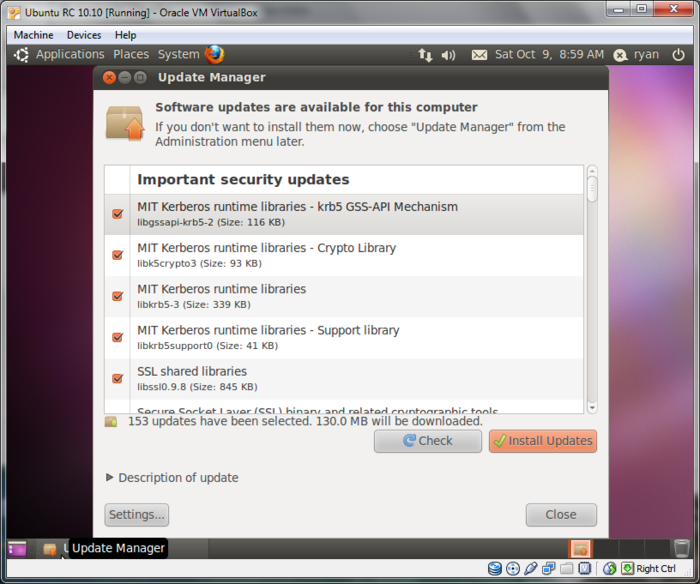 Ubuntu RC 10.10 [Running] - Oracle VM VirtualBox
Machine Devices Help
Applications Places System Sat Oct 9, 8:59 AM ryan
Update Manager
Software updates are available for this computer
If you don't want to install them now, choose "Update Manager" from the
Administration menu later.
Important security updates
MIT Kerberos runtime libraries - krb5 GSS-API Mechanism
libgssapi-krb5-2 (Size: 116 KB)
MIT Kerberos runtime libraries - Crypto Library
libk5crypto3 (Size: 93 KB)
MIT Kerberos runtime libraries
libkrb5-3 (Size: 339 KB)
MIT Kerberos runtime libraries - Support library
libkrb5support0 (Size: 41 KB)
SSL shared libraries
libssl0.9.8 (Size: 845 KB)
Secure Socket Layer (SSL) binary and related cryptographic tools
153 updates have been selected. 130.0 MB will be downloaded.
Check Install Updates
Description of update
Settings... Close
Update Manager
Right Ctrl